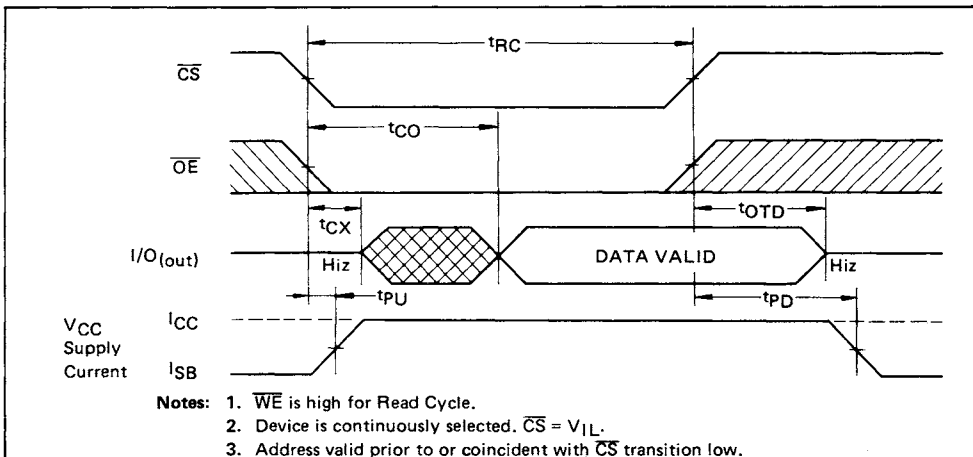 tRC
CS
tCO
OE
tCX
tOTD
I/O(out)
Hiz
DATA VALID
Hiz
tPU
tPD
VCC
Supply
Current
ICC
ISB
Notes: 1. WE is high for Read Cycle.
2. Device is continuously selected. CS = VIL.
3. Address valid prior to or coincident with CS transition low.